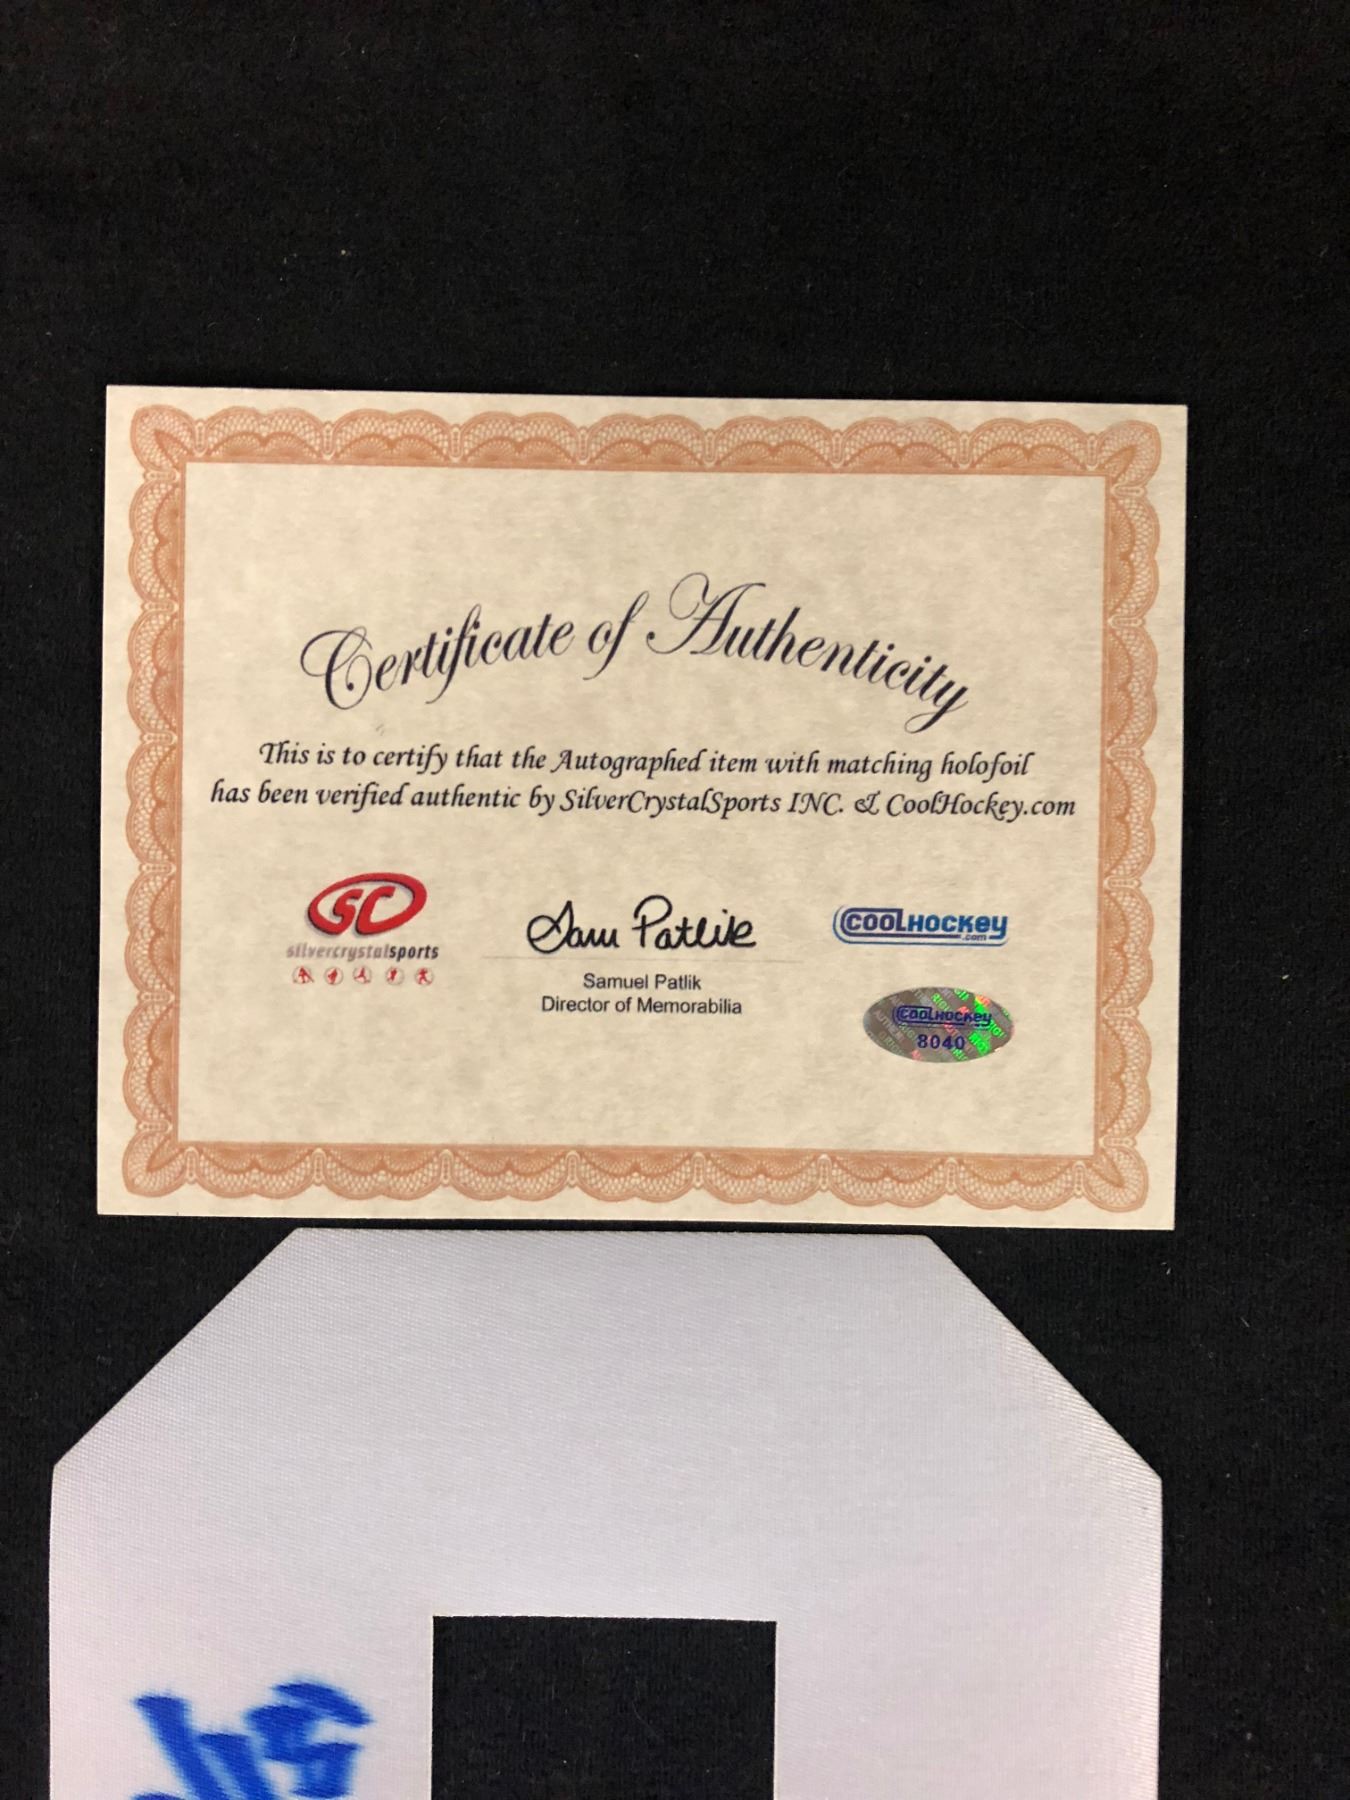 Certificate of Authenticity
This is to certify that the Autographed item with matching holofoil
has been verified authentic by SilverCrystalSports INC. & CoolHockey.com
SC
silvercrystalsports
Sam Patlik
Samuel Patlik
Director of Memorabilia
COOLHOCKEY
.com
COOLHOCKEY
8040